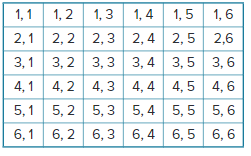 1, 1 1, 2 1, 3 1, 4 1, 5 1, 6
2, 1 2, 2 2, 3 2, 4 2, 5 2,6
3, 1 3, 2 3, 3 3, 4 3, 5 3, 6
4, 1 4, 2 4, 3 4, 4 4, 5 4, 6
5, 1 5, 2 5, 3 5, 4 5, 5 5, 6
6, 1 6, 2 6, 3 6, 4 6, 5 6, 6